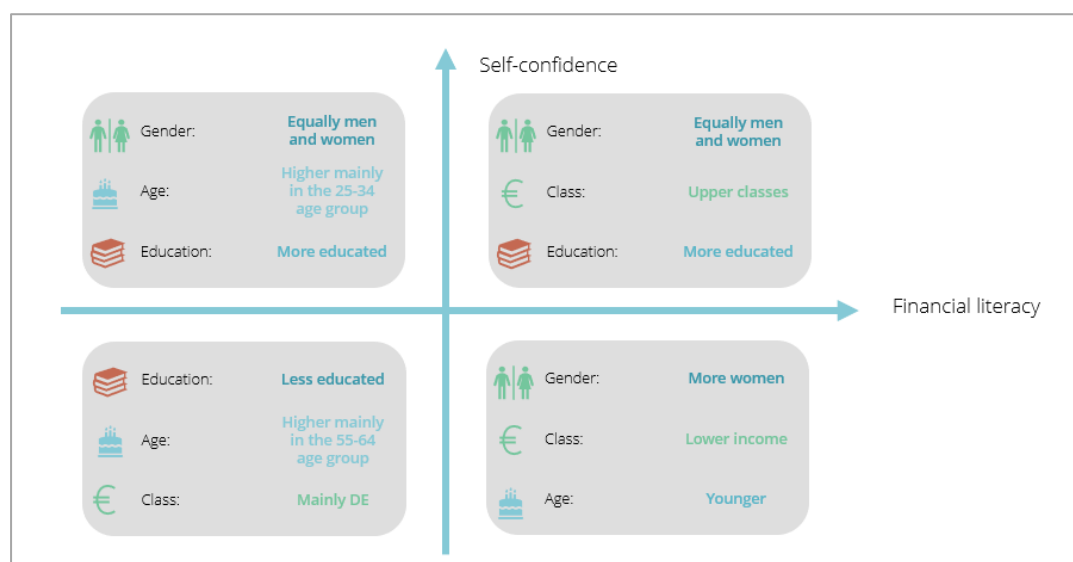 Self-confidence
Gender:
Equally men
and women
Age:
Higher mainly
in the 25-34
age group
Education:
More educated
Gender:
Equally men
and women
Class:
Upper classes
Education:
More educated
Financial literacy
Education:
Less educated
Age:
Higher mainly
in the 55-64
age group
Class:
Mainly DE
Gender:
More women
Class:
Lower income
Age:
Younger